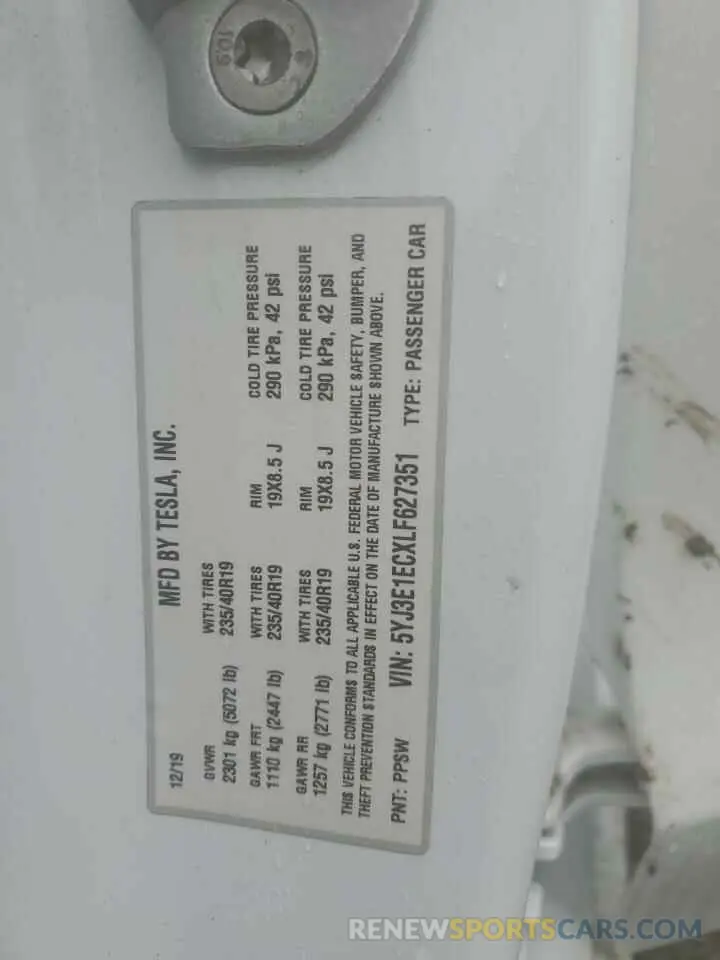 10.9
MFD BY TESLA, INC.
12/19
GVWR WITH TIRES
2301 kg (5072 lb) 235/40R19
GAWR FRT WITH TIRES RIM COLD TIRE PRESSURE
1110 kg (2447 lb) 235/40R19 19X8.5 J 290 kPa, 42 psi
GAWR RR WITH TIRES RIM COLD TIRE PRESSURE
1257 kg (2771 lb) 235/40R19 19X8.5 J 290 kPa, 42 psi
THIS VEHICLE CONFORMS TO ALL APPLICABLE U.S. FEDERAL MOTOR VEHICLE SAFETY, BUMPER, AND
THEFT PREVENTION STANDARDS IN EFFECT ON THE DATE OF MANUFACTURE SHOWN ABOVE.
PNT: PPSW VIN: 5YJ3E1ECXLF627351 TYPE: PASSENGER CAR
RENEWSPORTSCARS.COM